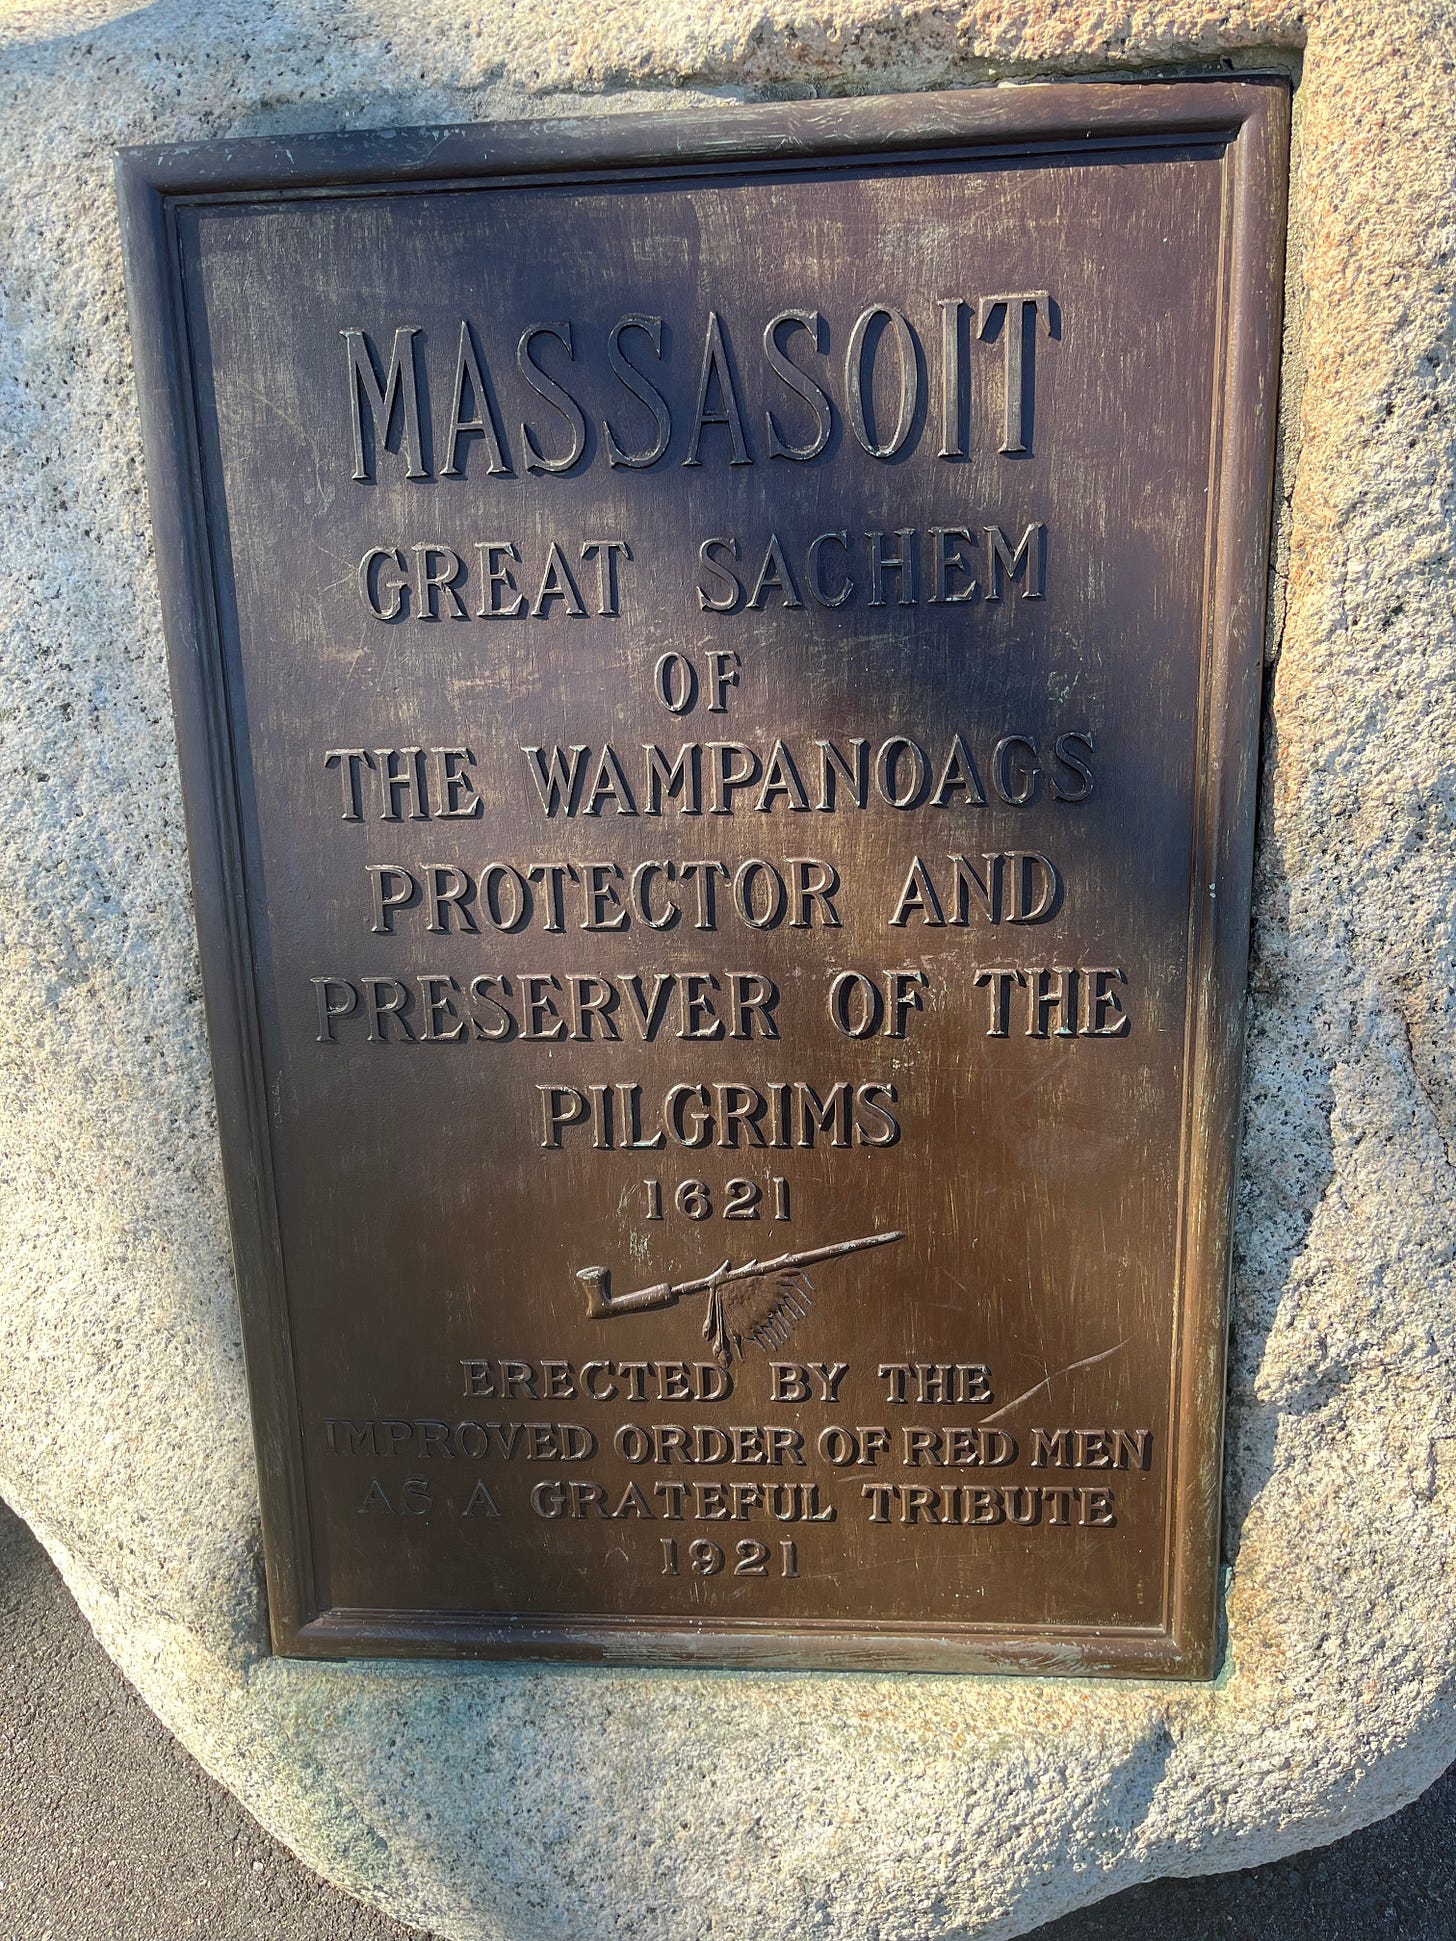 MASSASOIT
GREAT SACHEM
OF
THE WAMPANOAGS
PROTECTOR AND
PRESERVER OF THE
PILGRIMS
1621
ERECTED BY THE
IMPROVED ORDER OF RED MEN
AS A GRATEFUL TRIBUTE
1921